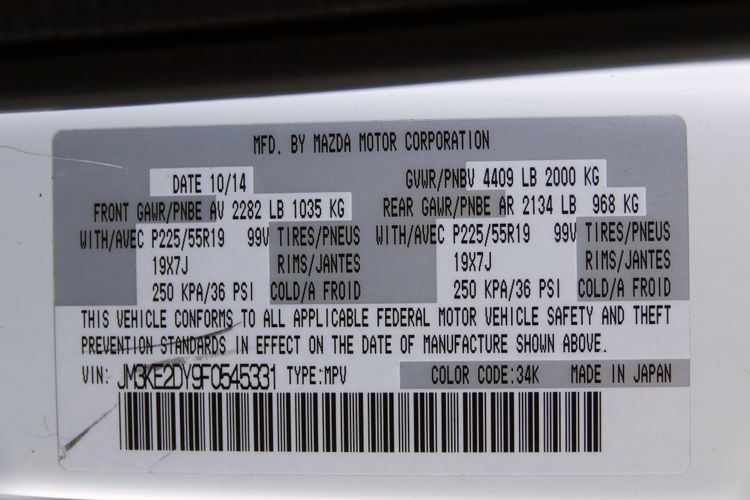 MFD. BY MAZDA MOTOR CORPORATION
DATE 10/14 GVWR/PNBV 4409 LB 2000 KG
FRONT GAWR/PNBE AV 2282 LB 1035 KG REAR GAWR/PNBE AR 2134 LB 968 KG
WITH/AVEC P225/55R19 99V TIRES/PNEUS WITH/AVEC P225/55R19 99V TIRES/PNEUS
19X7J RIMS/JANTES 19X7J RIMS/JANTES
250 KPA/36 PSI COLD/A FROID 250 KPA/36 PSI COLD/A FROID
THIS VEHICLE CONFORMS TO ALL APPLICABLE FEDERAL MOTOR VEHICLE SAFETY AND THEFT
PREVENTION STANDARDS IN EFFECT ON THE DATE OF MANUFACTURE SHOWN ABOVE.
VIN: JM3KE2DY9F0545331 TYPE:MPV COLOR CODE:34K MADE IN JAPAN